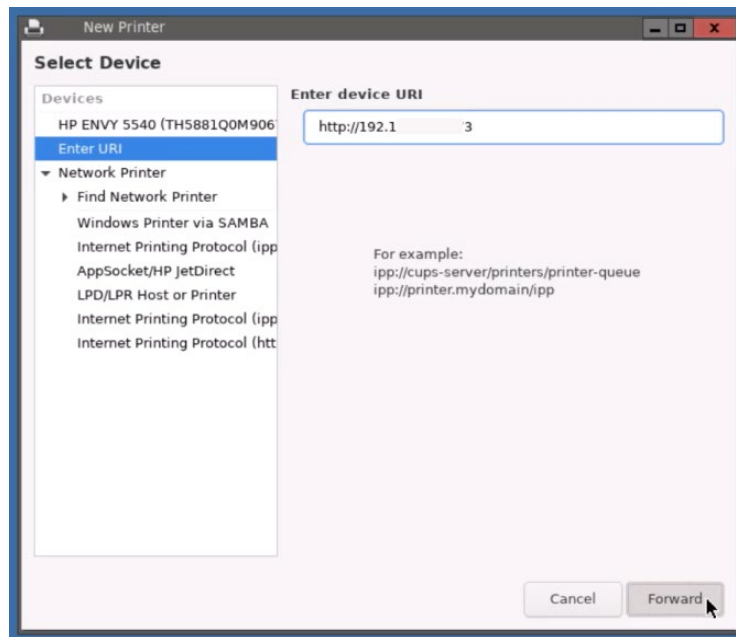 New Printer
Select Device
Devices
HP ENVY 5540 (TH5881Q0M906
Enter URI
Network Printer
Find Network Printer
Windows Printer via SAMBA
Internet Printing Protocol (ipp
AppSocket/HP JetDirect
LPD/LPR Host or Printer
Internet Printing Protocol (ipp
Internet Printing Protocol (htt
Enter device URI
http://192.1 3
For example:
ipp://cups-server/printers/printer-queue
ipp://printer.mydomain/ipp
Cancel
Forward